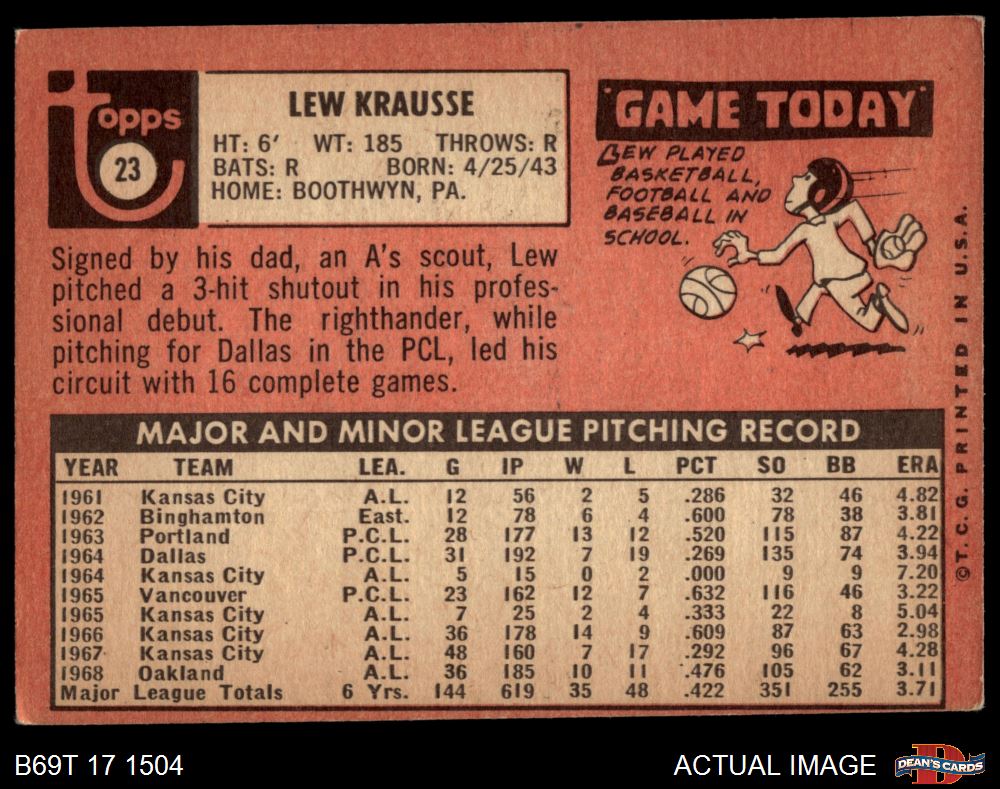 Topps
23
LEW KRAUSSE
HT: 6' WT: 185 THROWS: R
BATS: R BORN: 4/25/43
HOME: BOOTHWYN, PA.
Signed by his dad, an A's scout, Lew
pitched a 3-hit shutout in his profes-
sional debut. The righthander, while
pitching for Dallas in the PCL, led his
circuit with 16 complete games.
"GAME TODAY"
LEW PLAYED
BASKETBALL,
FOOTBALL AND
BASEBALL IN
SCHOOL.
MAJOR AND MINOR LEAGUE PITCHING RECORD
YEAR TEAM LEA. G IP W L PCT SO BB ERA
1961 Kansas City A.L. 12 56 2 5 .286 32 46 4.82
1962 Binghamton East. 12 78 6 4 .600 78 38 3.81
1963 Portland P.C.L. 28 177 13 12 .520 115 87 4.22
1964 Dallas P.C.L. 31 192 7 19 .269 135 74 3.94
1964 Kansas City A.L. 5 15 0 2 .000 9 9 7.20
1965 Vancouver P.C.L. 23 162 12 7 .632 116 46 3.22
1965 Kansas City A.L. 7 25 2 4 .333 22 8 5.04
1966 Kansas City A.L. 36 178 14 9 .609 87 63 2.98
1967 Kansas City A.L. 48 160 7 17 .292 96 67 4.28
1968 Oakland A.L. 36 185 10 11 .476 105 62 3.11
Major League Totals 6 Yrs. 144 619 35 48 .422 351 255 3.71
©T.C.G. PRINTED IN U.S.A.
B69T 17 1504
ACTUAL IMAGE
D
DEAN'S CARDS